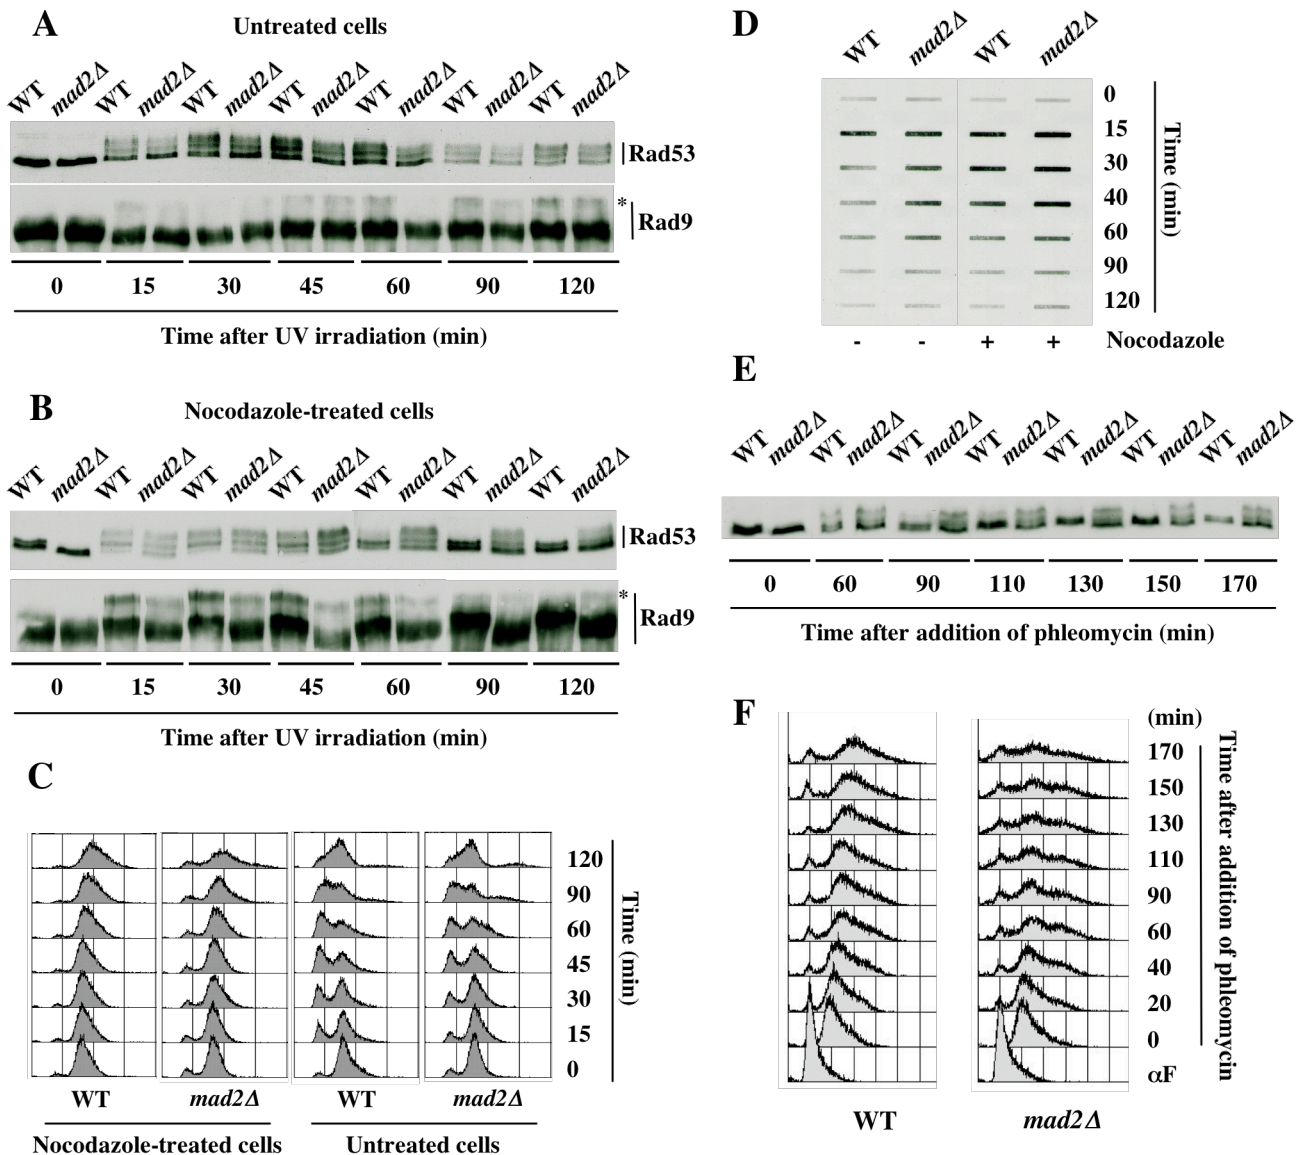 A
Untreated cells
WT mad2Δ WT mad2Δ WT mad2Δ WT mad2Δ WT mad2Δ WT mad2Δ WT mad2Δ
Rad53
*
Rad9
0 15 30 45 60 90 120
Time after UV irradiation (min)
B
Nocodazole-treated cells
WT mad2Δ WT mad2Δ WT mad2Δ WT mad2Δ WT mad2Δ WT mad2Δ WT mad2Δ
Rad53
*
Rad9
0 15 30 45 60 90 120
Time after UV irradiation (min)
C
120
90
60
45
30
15
0
Time (min)
WT mad2Δ WT mad2Δ
Nocodazole-treated cells Untreated cells
D
WT mad2Δ WT mad2Δ
0
15
30
40
60
90
120
Time (min)
- - + + Nocodazole
E
WT mad2Δ WT mad2Δ WT mad2Δ WT mad2Δ WT mad2Δ WT mad2Δ WT mad2Δ
0 60 90 110 130 150 170
Time after addition of phleomycin (min)
F
(min)
170
150
130
110
90
60
40
20
0
αF
Time after addition of phleomycin
WT mad2Δ